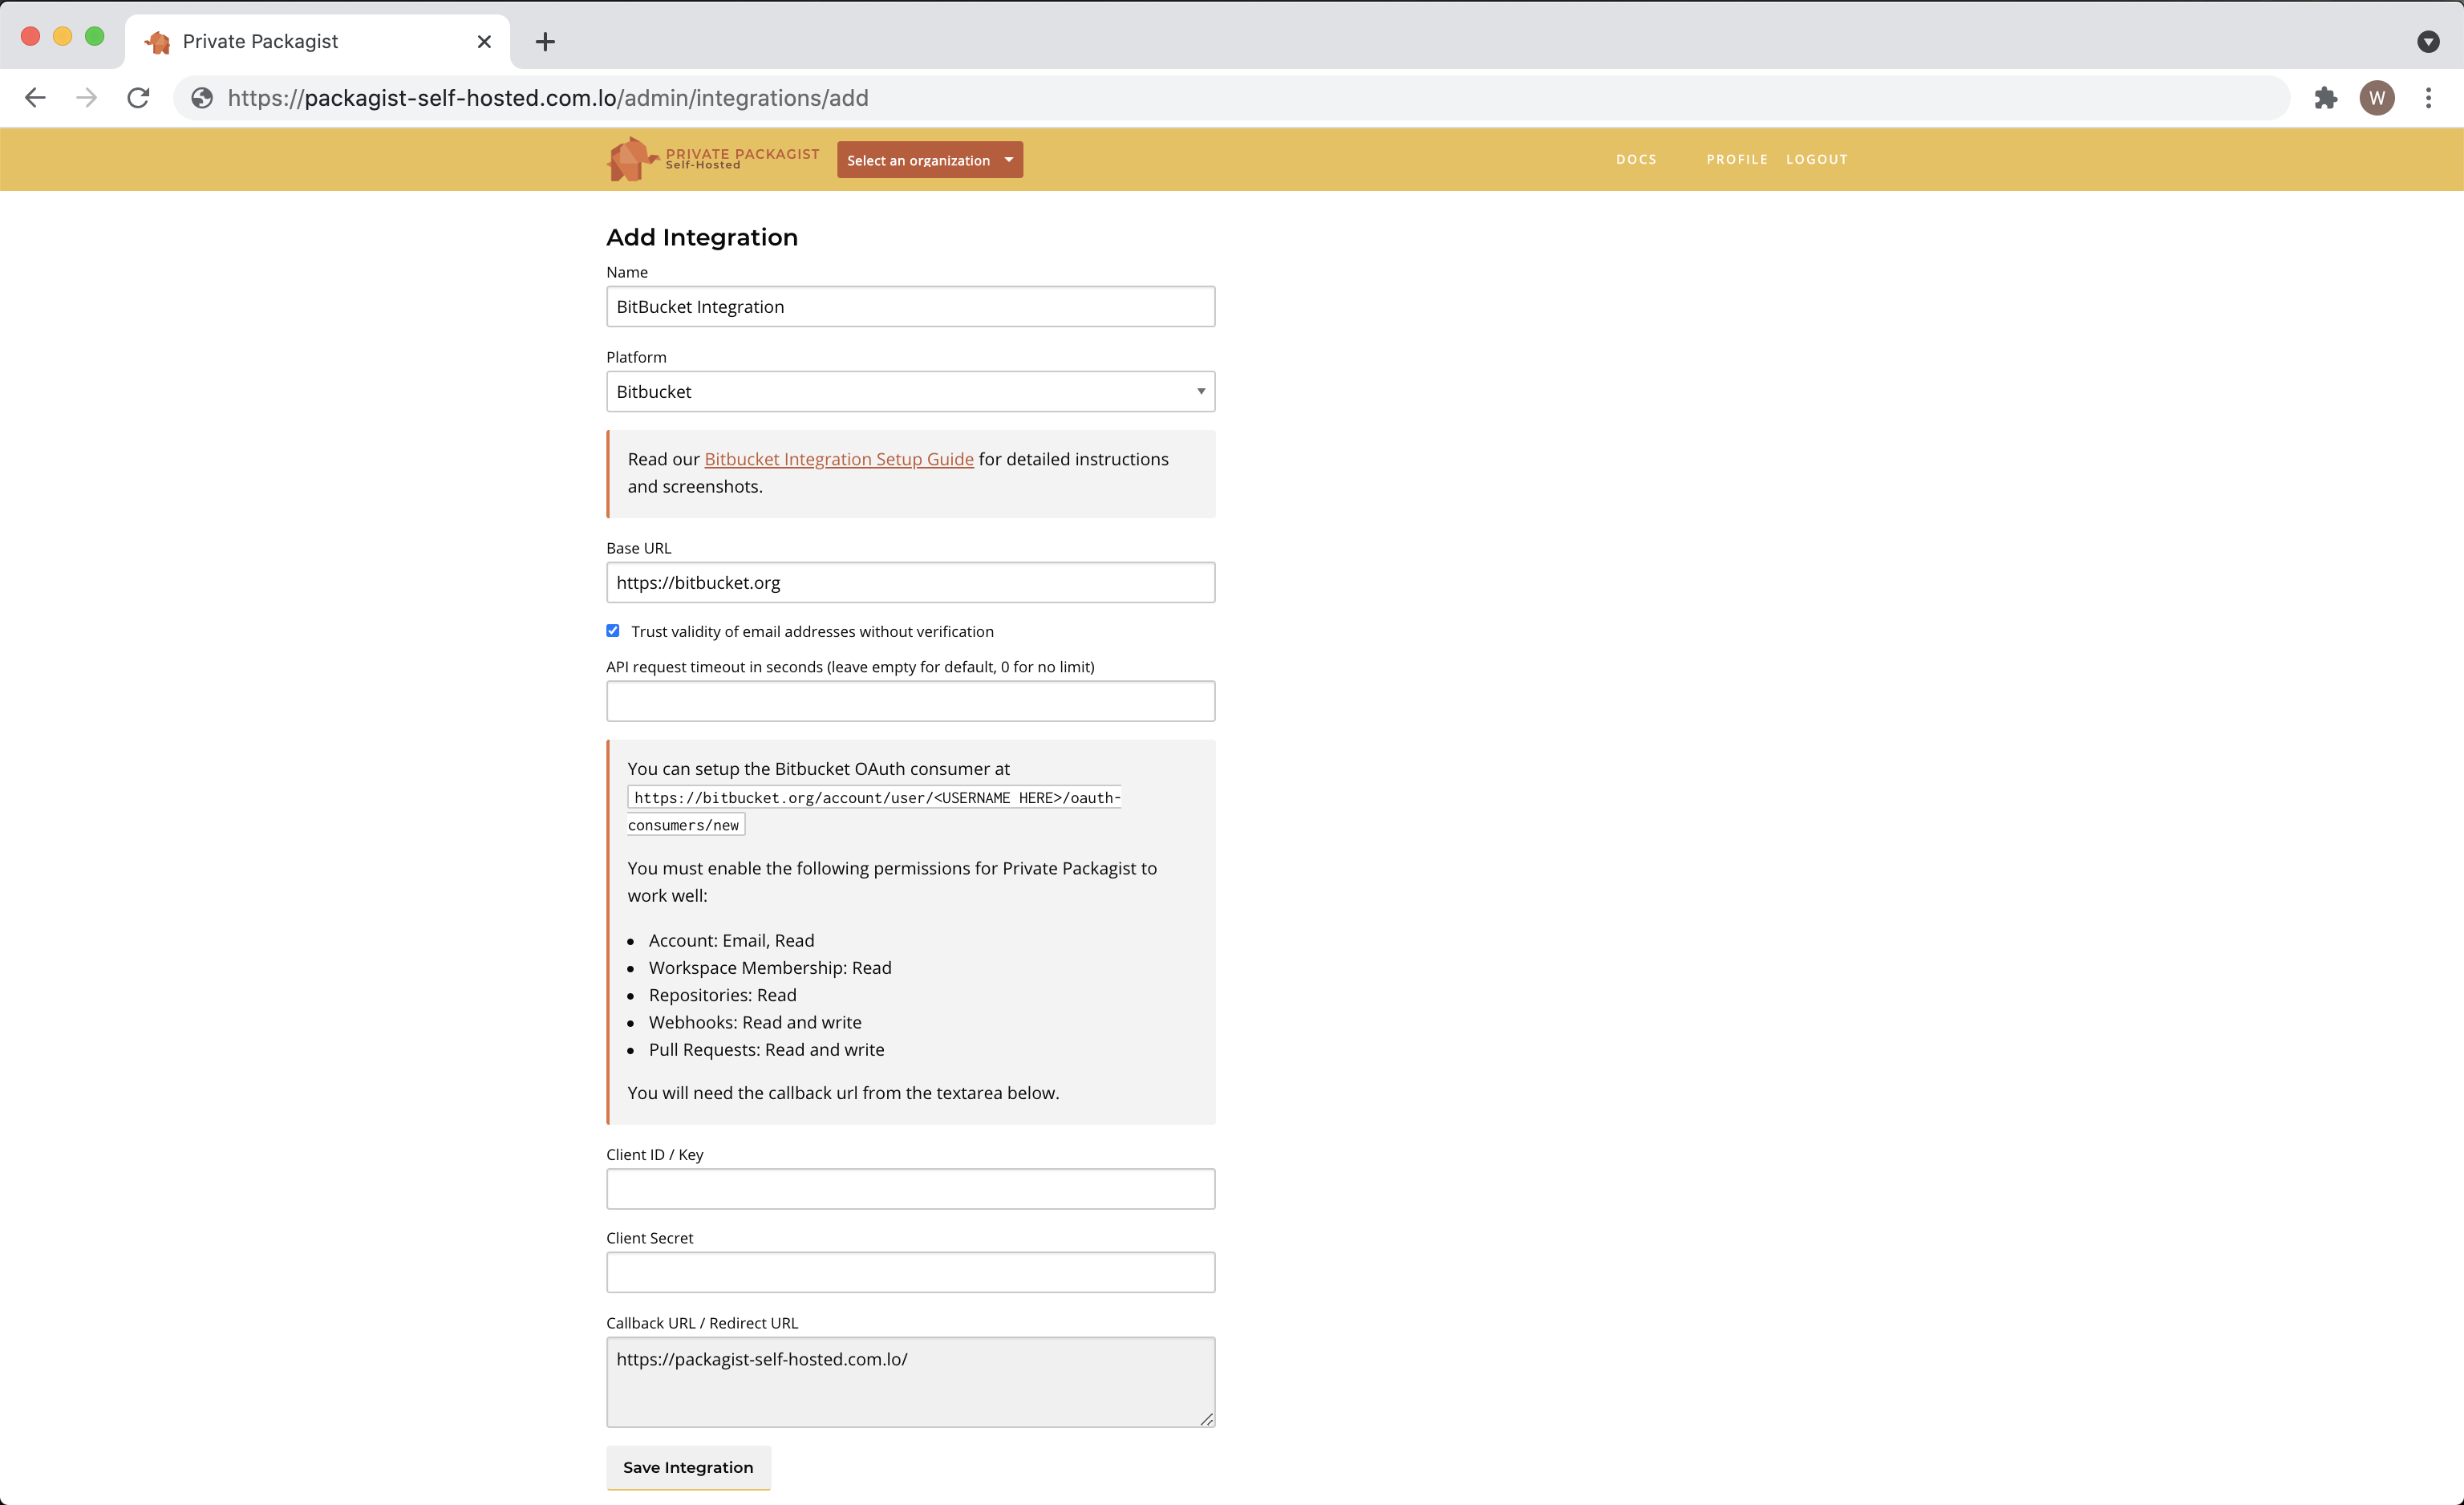 Private Packagist
https://packagist-self-hosted.com.lo/admin/integrations/add
W
PRIVATE PACKAGIST
Self-Hosted
Select an organization
DOCS
PROFILE
LOGOUT
Add Integration
Name
BitBucket Integration
Platform
Bitbucket
Read our Bitbucket Integration Setup Guide for detailed instructions
and screenshots.
Base URL
https://bitbucket.org
Trust validity of email addresses without verification
API request timeout in seconds (leave empty for default, 0 for no limit)
You can setup the Bitbucket OAuth consumer at
https://bitbucket.org/account/user/<USERNAME HERE>/oauth-
consumers/new
You must enable the following permissions for Private Packagist to
work well:
• Account: Email, Read
• Workspace Membership: Read
• Repositories: Read
• Webhooks: Read and write
• Pull Requests: Read and write
You will need the callback url from the textarea below.
Client ID / Key
Client Secret
Callback URL / Redirect URL
https://packagist-self-hosted.com.lo/
Save Integration